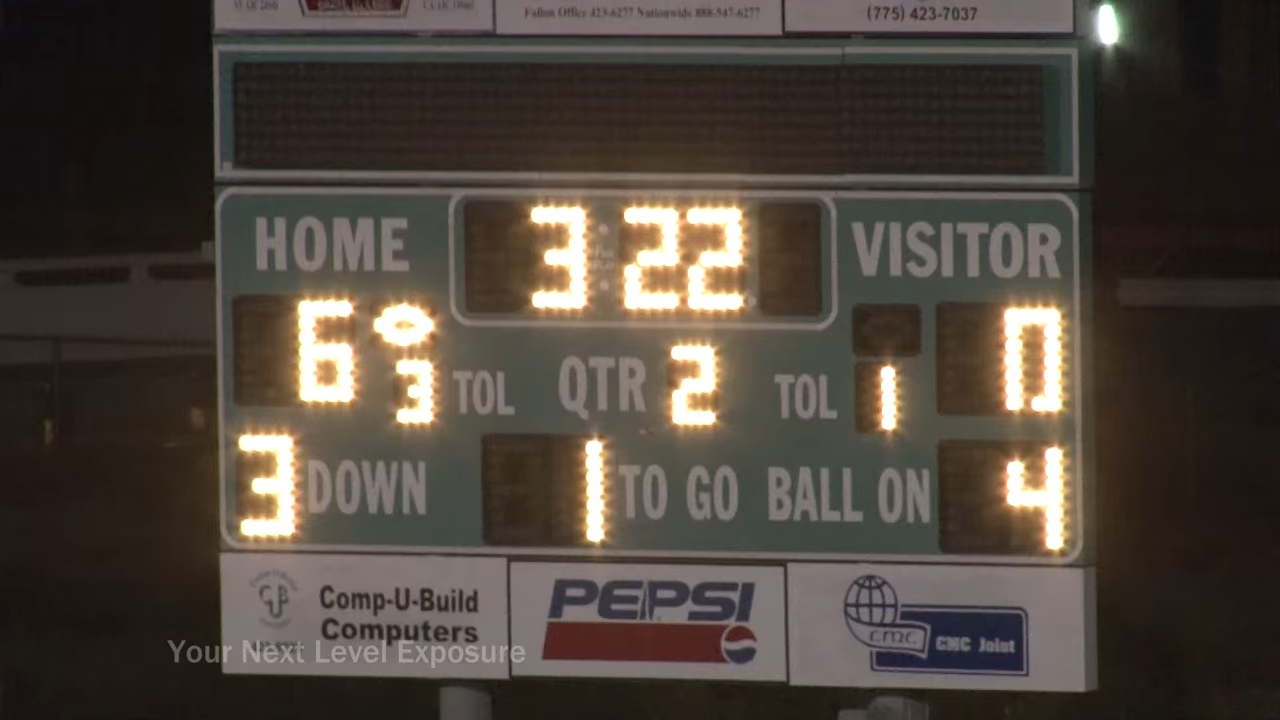 Fallon Office 423-6277 Nationwide 888-547-6277
(775) 423-7037
HOME 3:22 VISITOR
6 3 TOL QTR 2 TOL 1 0
3 DOWN 1 TO GO BALL ON 4
Comp-U-Build
Computers
PEPSI
cmc
CMC Joist
Your Next Level Exposure